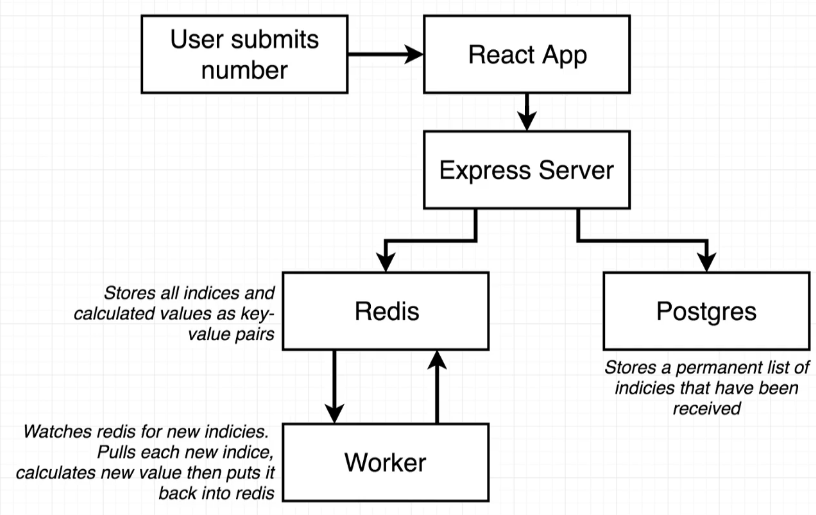 User submits
number
React App
Express Server
Stores all indices and
calculated values as key-
value pairs
Redis
Postgres
Stores a permanent list of
indicies that have been
received
Watches redis for new indicies.
Pulls each new indice,
calculates new value then puts it
back into redis
Worker